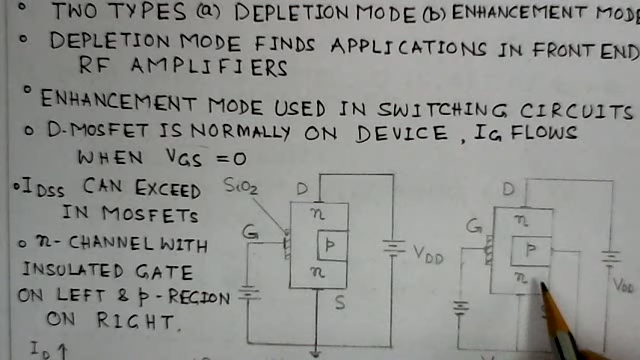 TWO TYPES (a) DEPLETION MODE (b) ENHANCEMENT MODE
DEPLETION MODE FINDS APPLICATIONS IN FRONT END
RF AMPLIFIERS
ENHANCEMENT MODE USED IN SWITCHING CIRCUITS
D-MOSFET IS NORMALLY ON DEVICE, IG FLOWS
WHEN VGS = 0
IDSS CAN EXCEED
IN MOSFETS
n-CHANNEL WITH
INSULATED GATE
ON LEFT & p-REGION
ON RIGHT.
ID ↑
SiO2
D
G
n
P
n
S
VDD
D
G
n
P
n
VDD